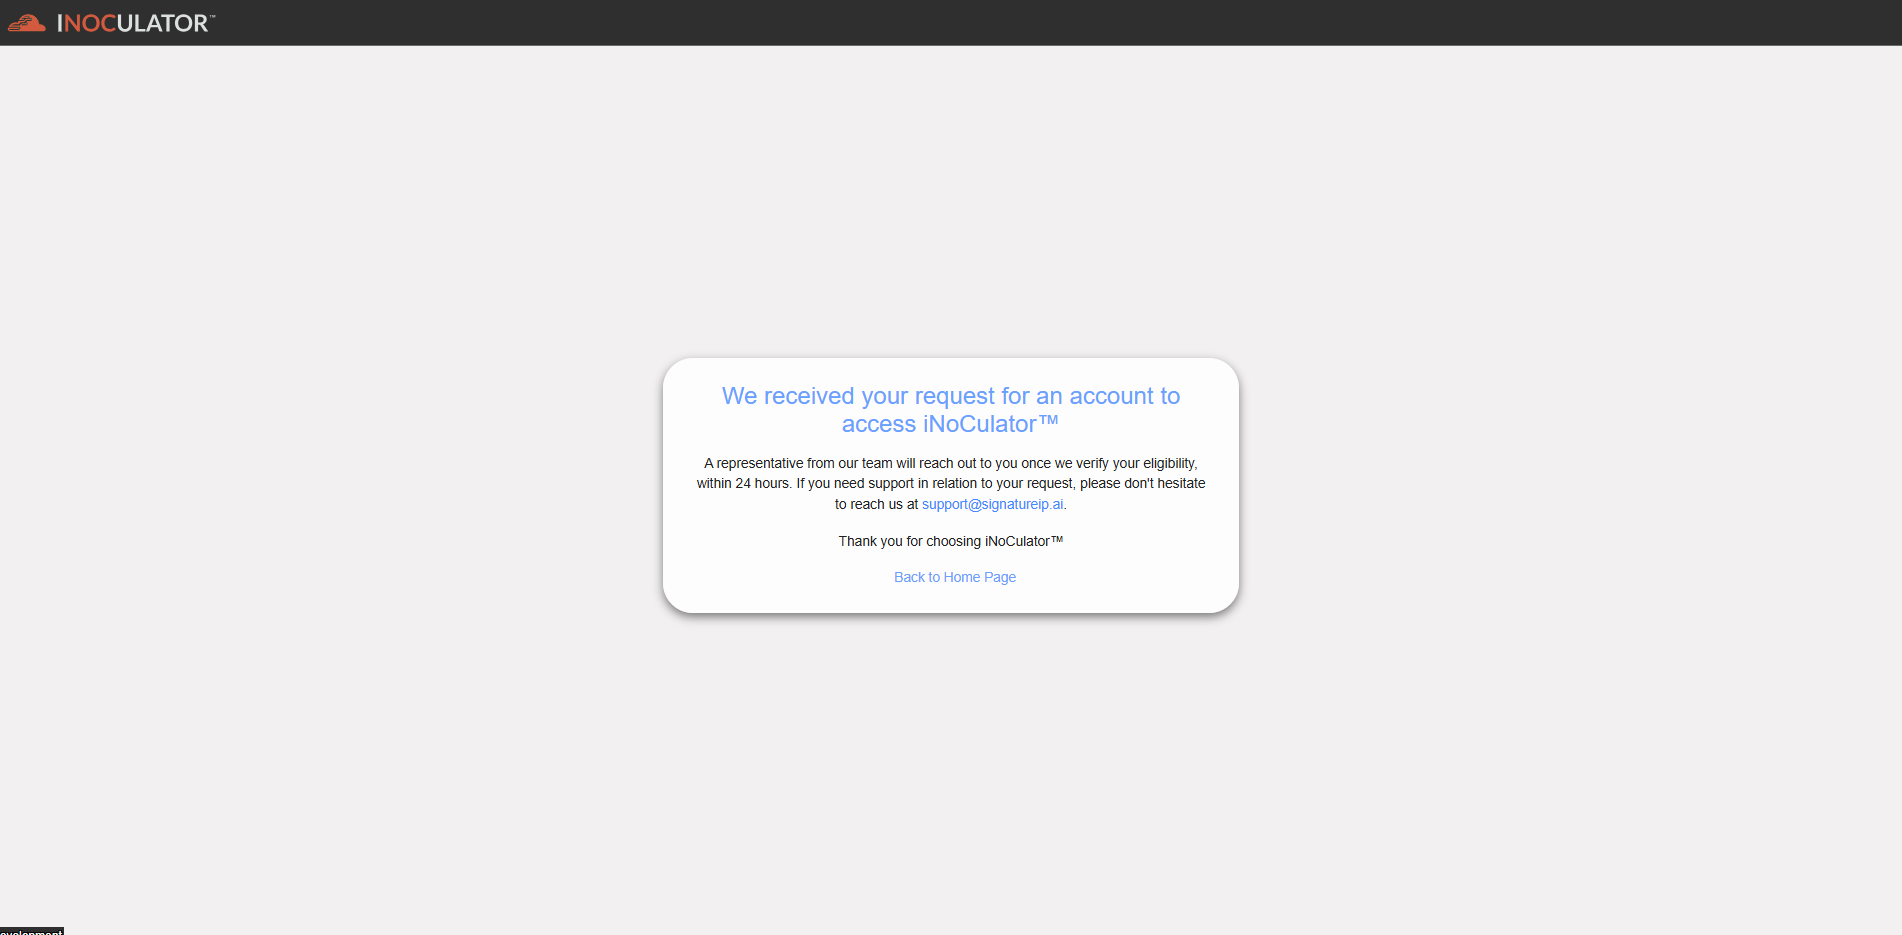 INOCULATOR™
We received your request for an account to
access iNoCulator™
A representative from our team will reach out to you once we verify your eligibility,
within 24 hours. If you need support in relation to your request, please don't hesitate
to reach us at support@signatureip.ai.
Thank you for choosing iNoCulator™
Back to Home Page